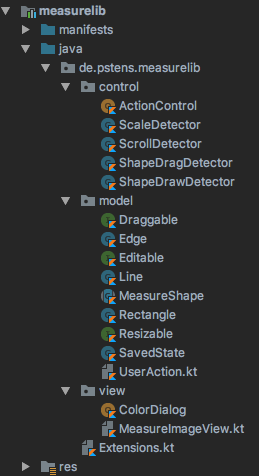 measurelib
manifests
java
de.pstens.measurelib
control
ActionControl
ScaleDetector
ScrollDetector
ShapeDragDetector
ShapeDrawDetector
model
Draggable
Edge
Editable
Line
MeasureShape
Rectangle
Resizable
SavedState
UserAction.kt
view
ColorDialog
MeasureImageView.kt
Extensions.kt
res